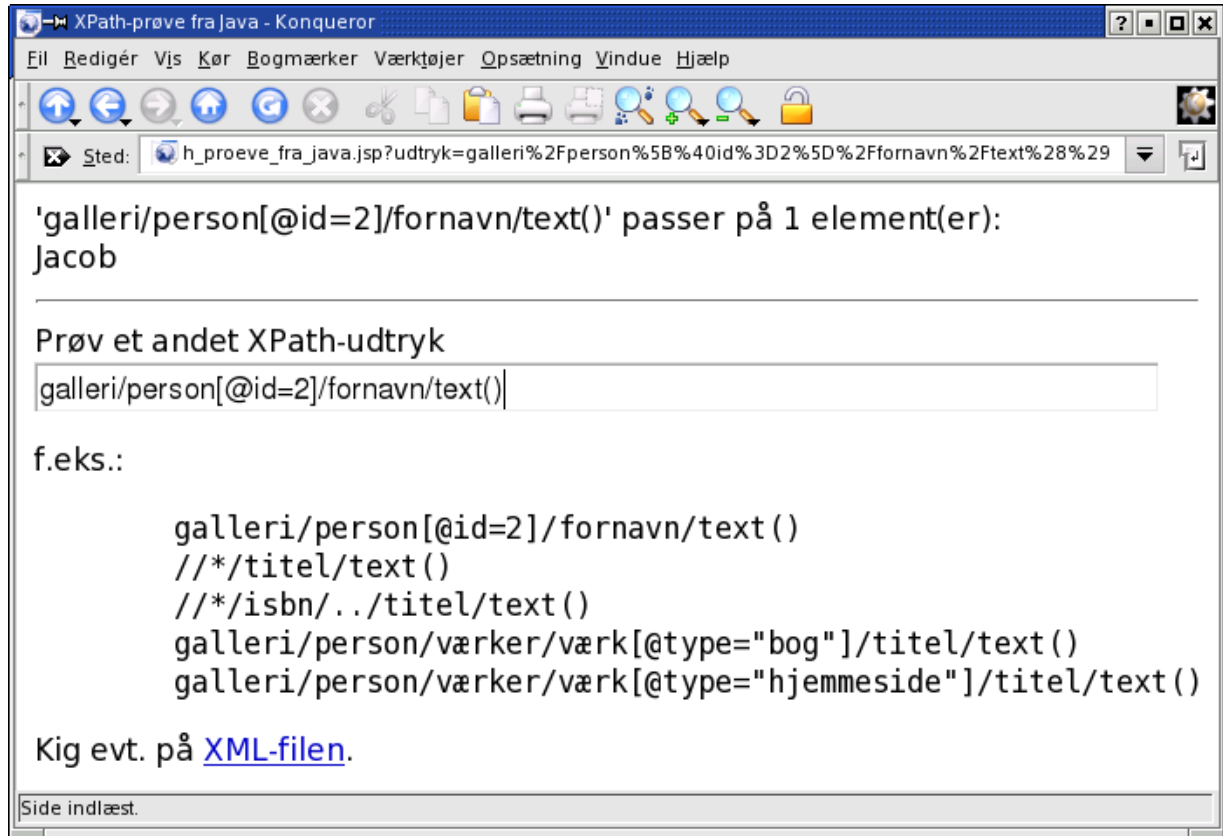 XPath-prøve fra Java - Konqueror
Fil Redigér Vis Kør Bogmærker Værktøjer Opsætning Vindue Hjælp
Sted: h_proeve_fra_java.jsp?udtryk=galleri%2Fperson%5B%40id%3D2%5D%2Ffornavn%2Ftext%28%29
'galleri/person[@id=2]/fornavn/text()' passer på 1 element(er):
Jacob
Prøv et andet XPath-udtryk
galleri/person[@id=2]/fornavn/text()
f.eks.:
galleri/person[@id=2]/fornavn/text()
//*/titel/text()
//*/isbn/../titel/text()
galleri/person/værker/værk[@type="bog"]/titel/text()
galleri/person/værker/værk[@type="hjemmeside"]/titel/text()
Kig evt. på XML-filen.
Side indlæst.